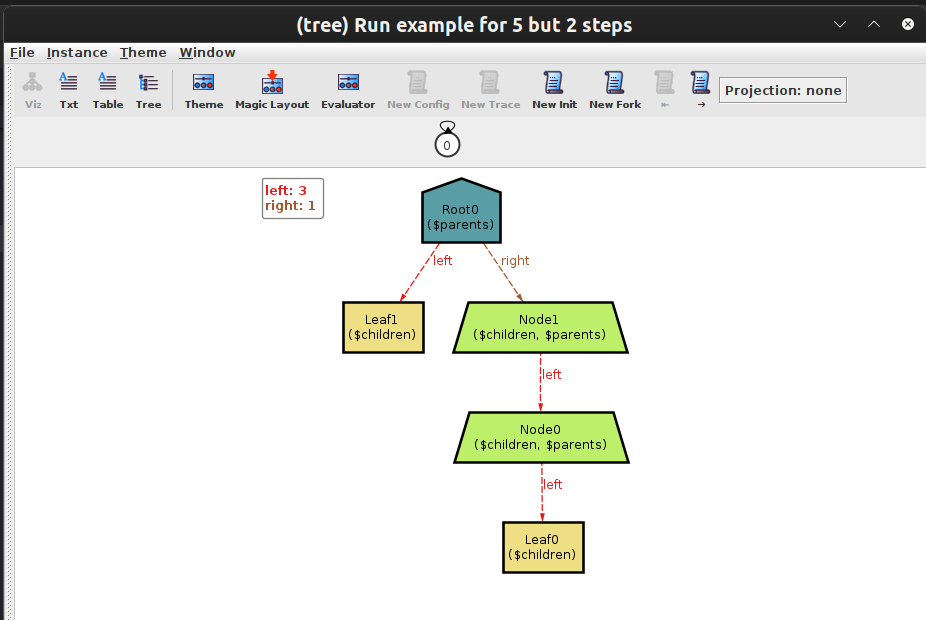 (tree) Run example for 5 but 2 steps
File Instance Theme Window
Viz Txt Table Tree Theme Magic Layout Evaluator New Config New Trace New Init New Fork ← → Projection: none
0
left: 3
right: 1
Root0
($parents)
left right
Leaf1
($children)
Node1
($children, $parents)
left
Node0
($children, $parents)
left
Leaf0
($children)